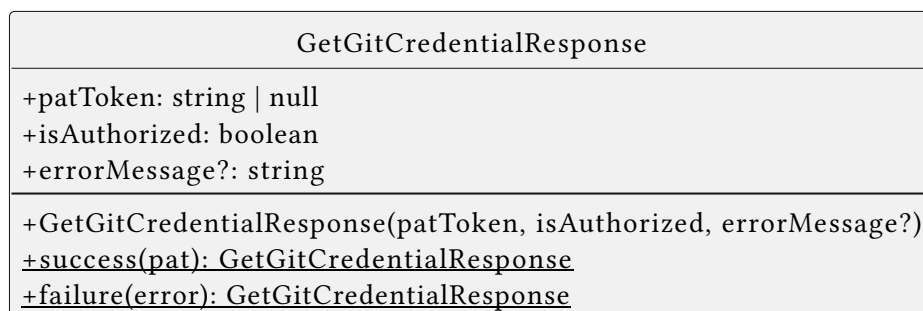 GetGitCredentialResponse
+patToken: string | null
+isAuthorized: boolean
+errorMessage?: string
+GetGitCredentialResponse(patToken, isAuthorized, errorMessage?)
+success(pat): GetGitCredentialResponse
+failure(error): GetGitCredentialResponse